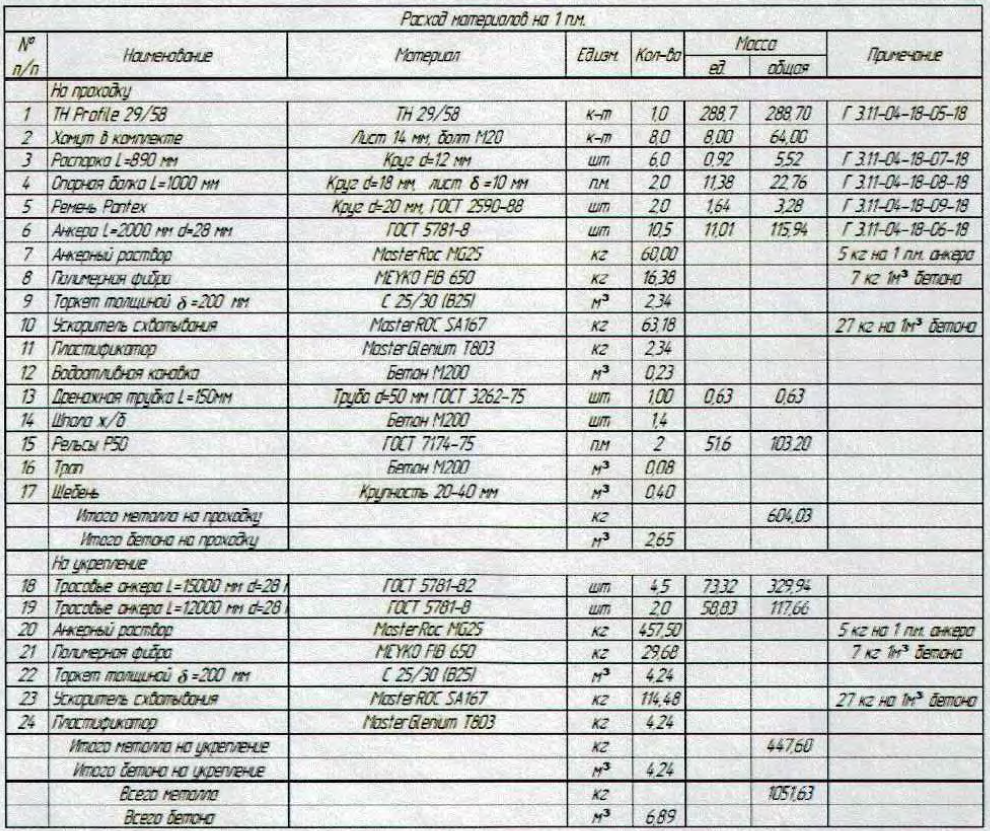 Расход материалов на 1 п.м.
№ п/п Наименование Материал Ед.изм. Кол-во Масса Примечание
ед. общая
На проходку
1 TH Profile 29/58 TH 29/58 к-т 1,0 288,7 288,70 Г 3.11-04-18-05-18
2 Хомут в комплекте Лист 14 мм, болт М20 к-т 8,0 8,00 64,00
3 Распорка L=890 мм Круг d=12 мм шт. 6,0 0,92 5,52 Г 3.11-04-18-07-18
4 Опорная балка L=1000 мм Круг d=18 мм, лист δ=10 мм п.м. 2,0 11,38 22,76 Г 3.11-04-18-08-18
5 Ремень Pantex Круг d=20 мм, ГОСТ 2590-88 шт. 2,0 1,64 3,28 Г 3.11-04-18-09-18
6 Анкера L=2000 мм d=28 мм ГОСТ 5781-8 шт. 10,5 11,01 115,94 Г 3.11-04-18-06-18
7 Анкерный раствор MasterRoc MG25 кг 60,00 5 кг на 1 п.м. анкера
8 Полимерная фибра MEYKO FIB 650 кг 16,38 7 кг 1м³ бетона
9 Торкет толщиной δ=200 мм С 25/30 (В25) м³ 2,34
10 Ускоритель схватывания MasterROC SA167 кг 63,18 27 кг на 1м³ бетона
11 Пластификатор MasterGlenium T803 кг 2,34
12 Водоотливная канавка Бетон М200 м³ 0,23
13 Дренажная трубка L=150мм Труба d=50 мм ГОСТ 3262-75 шт. 1,00 0,63 0,63
14 Шпала ж/б Бетон М200 шт. 1,4
15 Рельсы Р50 ГОСТ 7174-75 п.м 2 51,6 103,20
16 Трап Бетон М200 м³ 0,08
17 Щебень Крупность 20-40 мм м³ 0,40
Итого металла на проходку кг 604,03
Итого бетона на проходку м³ 2,65
На укрепление
18 Тросовые анкера L=15000 мм d=28 ГОСТ 5781-82 шт 4,5 73,32 329,94
19 Тросовые анкера L=12000 мм d=28 ГОСТ 5781-8 шт. 2,0 58,83 117,66
20 Анкерный раствор MasterRoc MG25 кг 457,50 5 кг на 1 п.м. анкера
21 Полимерная фибра MEYKO FIB 650 кг 29,68 7 кг 1м³ бетона
22 Торкет толщиной δ=200 мм С 25/30 (В25) м³ 4,24
23 Ускоритель схватывания MasterROC SA167 кг 114,48 27 кг на 1м³ бетона
24 Пластификатор MasterGlenium T803 кг 4,24
Итого металла на укрепление кг 447,60
Итого бетона на укрепление м³ 4,24
Всего металла кг 1051,63
Всего бетона м³ 6,89